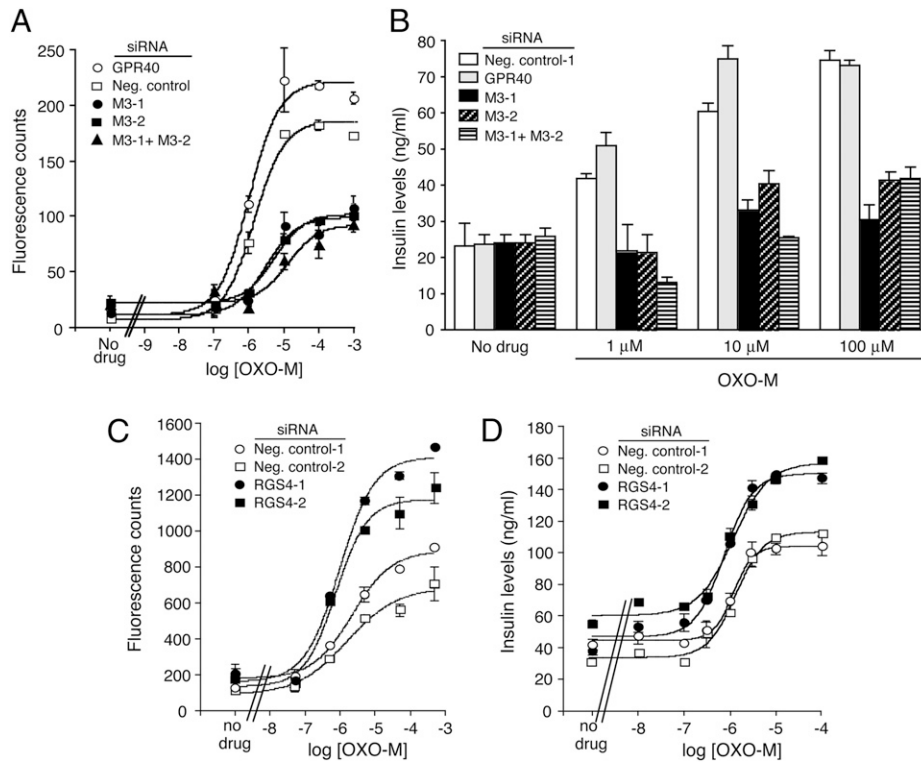 A
siRNA
GPR40
Neg. control
M3-1
M3-2
M3-1+ M3-2
Fluorescence counts
250
200
150
100
50
0
No drug
-9 -8 -7 -6 -5 -4 -3
log [OXO-M]
B
siRNA
Neg. control-1
GPR40
M3-1
M3-2
M3-1+ M3-2
Insulin levels (ng/ml)
80
70
60
50
40
30
20
10
0
No drug 1 μM 10 μM 100 μM
OXO-M
C
siRNA
Neg. control-1
Neg. control-2
RGS4-1
RGS4-2
Fluorescence counts
1600
1400
1200
1000
800
600
400
200
0
no drug
-8 -7 -6 -5 -4 -3
log [OXO-M]
D
siRNA
Neg. control-1
Neg. control-2
RGS4-1
RGS4-2
Insulin levels (ng/ml)
180
160
140
120
100
80
60
40
20
0
no drug
-8 -7 -6 -5 -4
log [OXO-M]